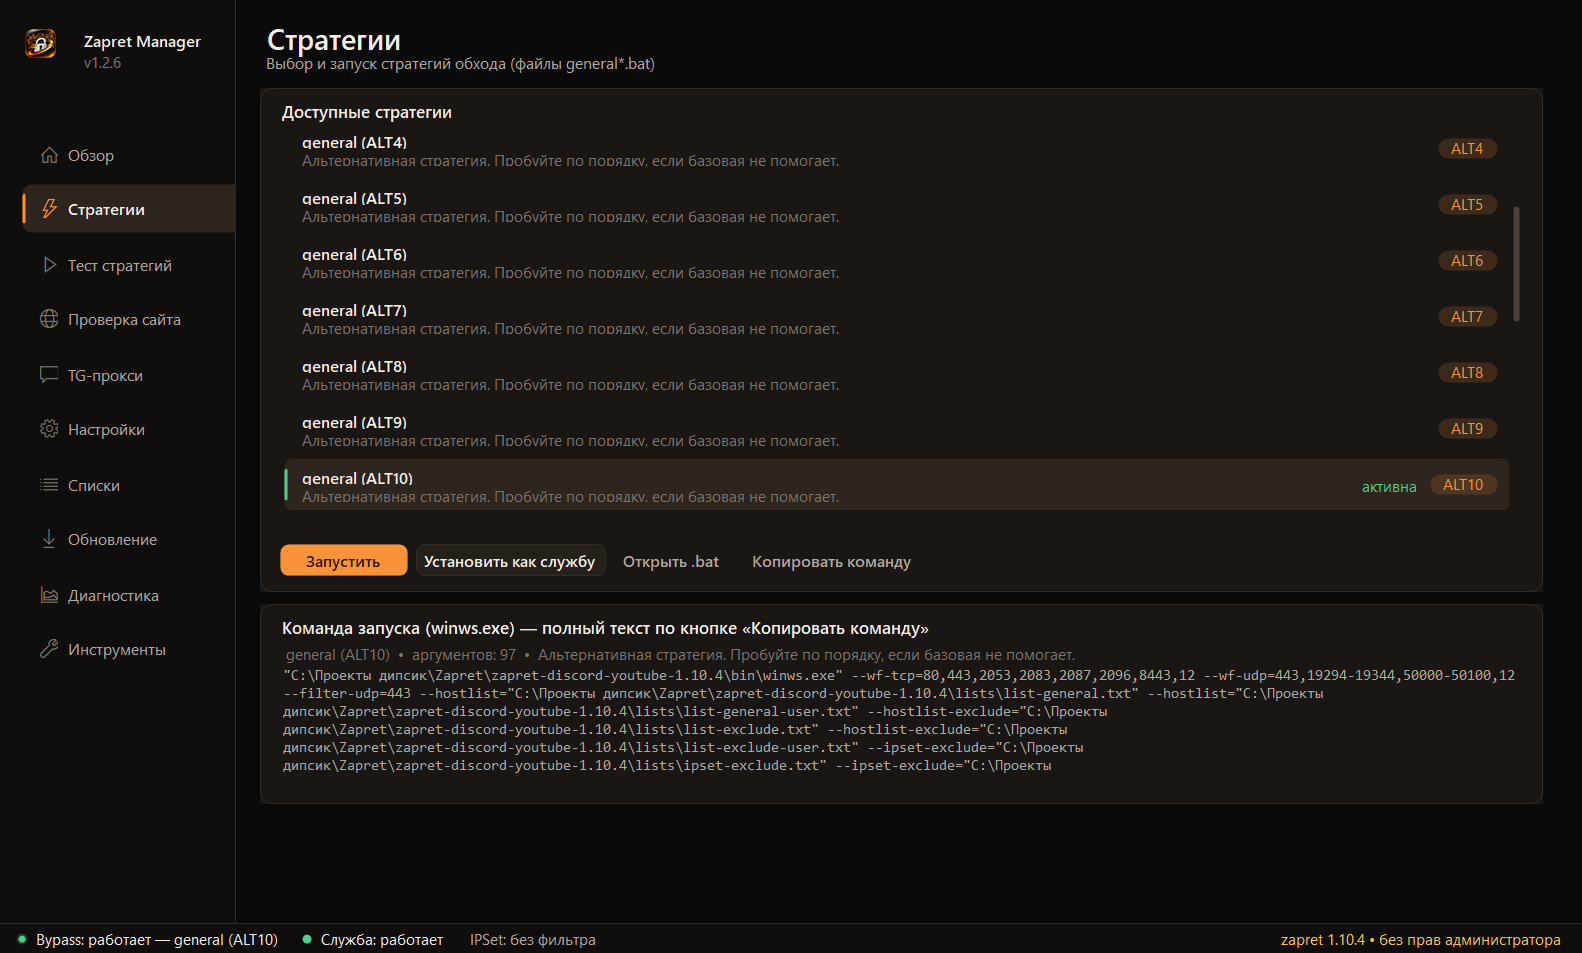 Zapret Manager
v1.2.6
Обзор
Стратегии
Тест стратегий
Проверка сайта
TG-прокси
Настройки
Списки
Обновление
Диагностика
Инструменты
Стратегии
Выбор и запуск стратегий обхода (файлы general*.bat)
Доступные стратегии
general (ALT4)
Альтернативная стратегия. Пробуйте по порядку, если базовая не помогает.
ALT4
general (ALT5)
Альтернативная стратегия. Пробуйте по порядку, если базовая не помогает.
ALT5
general (ALT6)
Альтернативная стратегия. Пробуйте по порядку, если базовая не помогает.
ALT6
general (ALT7)
Альтернативная стратегия. Пробуйте по порядку, если базовая не помогает.
ALT7
general (ALT8)
Альтернативная стратегия. Пробуйте по порядку, если базовая не помогает.
ALT8
general (ALT9)
Альтернативная стратегия. Пробуйте по порядку, если базовая не помогает.
ALT9
general (ALT10)
Альтернативная стратегия. Пробуйте по порядку, если базовая не помогает.
активна ALT10
Запустить Установить как службу Открыть .bat Копировать команду
Команда запуска (winws.exe) — полный текст по кнопке «Копировать команду»
general (ALT10) • аргументов: 97 • Альтернативная стратегия. Пробуйте по порядку, если базовая не помогает.
"C:\Проекты дипсик\Zapret\zapret-discord-youtube-1.10.4\bin\winws.exe" --wf-tcp=80,443,2053,2083,2087,2096,8443,12 --wf-udp=443,19294-19344,50000-50100,12
--filter-udp=443 --hostlist="C:\Проекты дипсик\Zapret\zapret-discord-youtube-1.10.4\lists\list-general.txt" --hostlist="C:\Проекты
дипсик\Zapret\zapret-discord-youtube-1.10.4\lists\list-general-user.txt" --hostlist-exclude="C:\Проекты
дипсик\Zapret\zapret-discord-youtube-1.10.4\lists\list-exclude.txt" --hostlist-exclude="C:\Проекты
дипсик\Zapret\zapret-discord-youtube-1.10.4\lists\list-exclude-user.txt" --ipset-exclude="C:\Проекты
дипсик\Zapret\zapret-discord-youtube-1.10.4\lists\ipset-exclude.txt" --ipset-exclude="C:\Проекты
Bypass: работает — general (ALT10) Служба: работает IPSet: без фильтра zapret 1.10.4 • без прав администратора